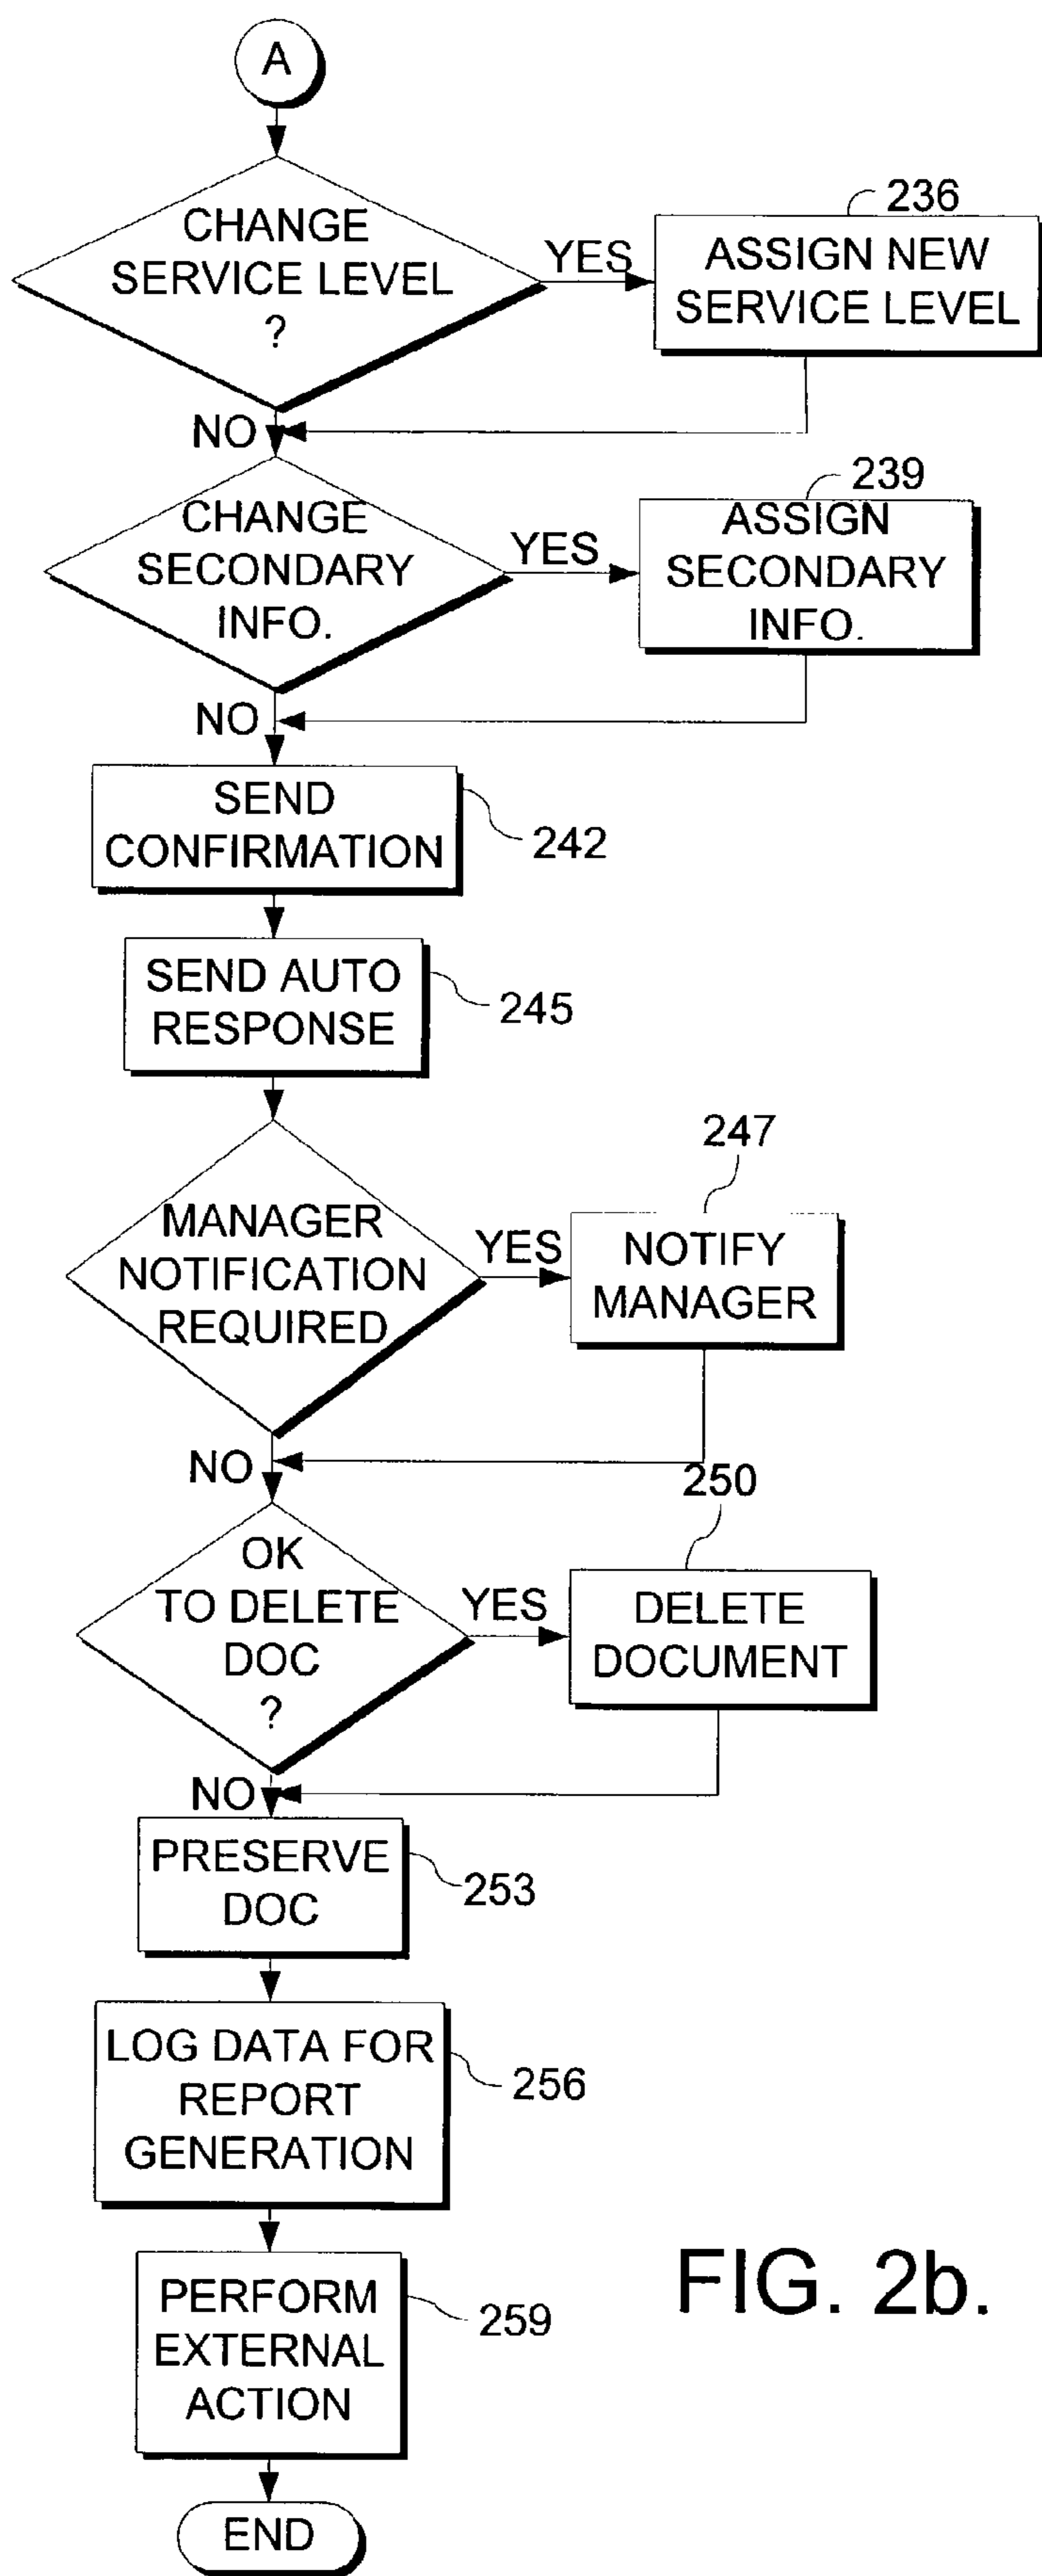 A
CHANGE
SERVICE LEVEL
?
YES
236
ASSIGN NEW
SERVICE LEVEL
NO
CHANGE
SECONDARY
INFO.
YES
239
ASSIGN
SECONDARY
INFO.
NO
SEND
CONFIRMATION
242
SEND AUTO
RESPONSE
245
MANAGER
NOTIFICATION
REQUIRED
YES
247
NOTIFY
MANAGER
NO
OK
TO DELETE
DOC
?
YES
250
DELETE
DOCUMENT
NO
PRESERVE
DOC
253
LOG DATA FOR
REPORT
GENERATION
256
PERFORM
EXTERNAL
ACTION
259
FIG. 2b.
END